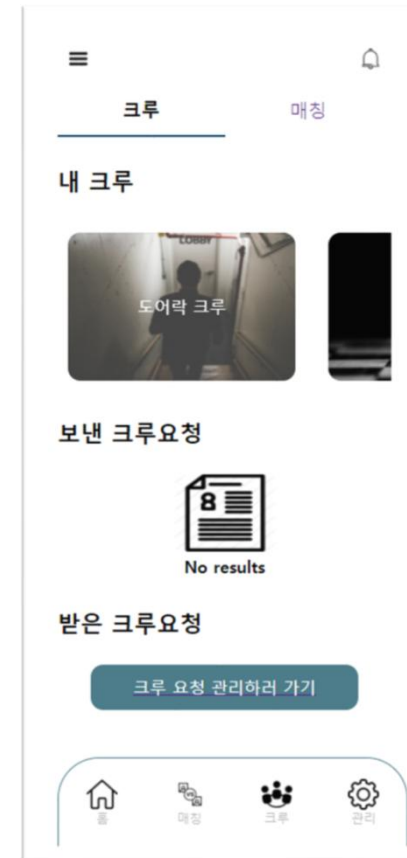 크루
매칭
내 크루
LOBBY
도어락 크루
보낸 크루요청
8
No results
받은 크루요청
크루 요청 관리하러 가기
홈
매칭
크루
관리